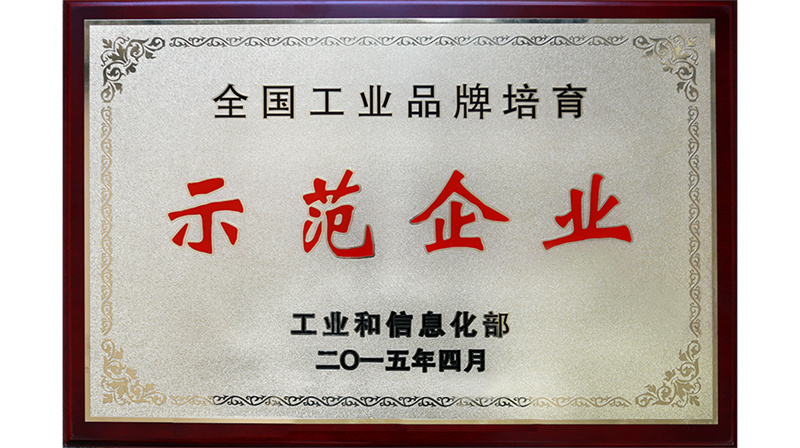 全国工业品牌培育
示范企业
工业和信息化部
二〇一五年四月